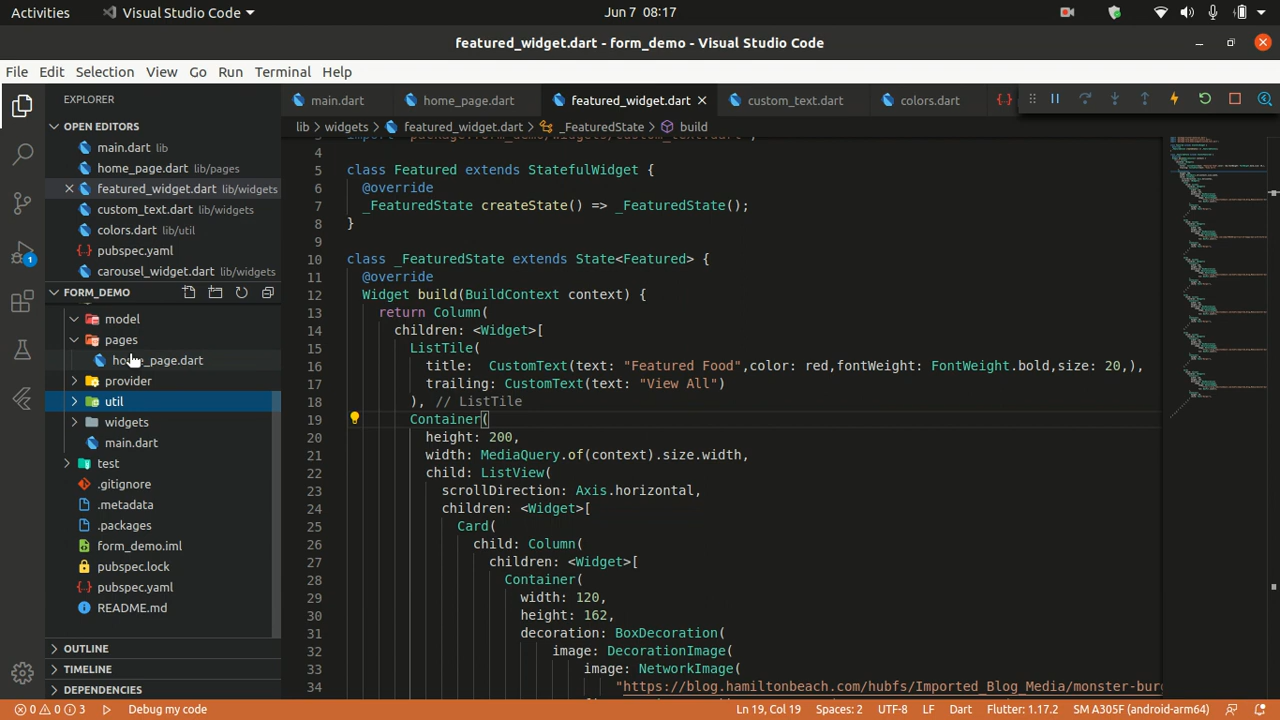 Activities
Visual Studio Code
Jun 7 08:17
featured_widget.dart - form_demo - Visual Studio Code
File Edit Selection View Go Run Terminal Help
EXPLORER
OPEN EDITORS
main.dart lib
home_page.dart lib/pages
featured_widget.dart lib/widgets
custom_text.dart lib/widgets
colors.dart lib/util
pubspec.yaml
carousel_widget.dart lib/widgets
FORM_DEMO
model
pages
home_page.dart
provider
util
widgets
main.dart
test
.gitignore
.metadata
.packages
form_demo.iml
pubspec.lock
pubspec.yaml
README.md
OUTLINE
TIMELINE
DEPENDENCIES
1
main.dart home_page.dart featured_widget.dart custom_text.dart colors.dart
lib > widgets > featured_widget.dart > _FeaturedState > build
4
5 class Featured extends StatefulWidget {
6 @override
7 _FeaturedState createState() => _FeaturedState();
8 }
9
10 class _FeaturedState extends State<Featured> {
11 @override
12 Widget build(BuildContext context) {
13 return Column(
14 children: <Widget>[
15 ListTile(
16 title:  CustomText(text: "Featured Food",color: red,fontWeight: FontWeight.bold,size: 20,),
17 trailing: CustomText(text: "View All")
18 ), // ListTile
19 Container(
20 height: 200,
21 width: MediaQuery.of(context).size.width,
22 child: ListView(
23 scrollDirection: Axis.horizontal,
24 children: <Widget>[
25 Card(
26 child: Column(
27 children: <Widget>[
28 Container(
29 width: 120,
30 height: 162,
31 decoration: BoxDecoration(
32 image: DecorationImage(
33 image: NetworkImage(
34 "https://blog.hamiltonbeach.com/hubfs/Imported_Blog_Media/monster-bur
0 0 3 Debug my code
Ln 19, Col 19 Spaces: 2 UTF-8 LF Dart Flutter: 1.17.2 SM A305F (android-arm64)